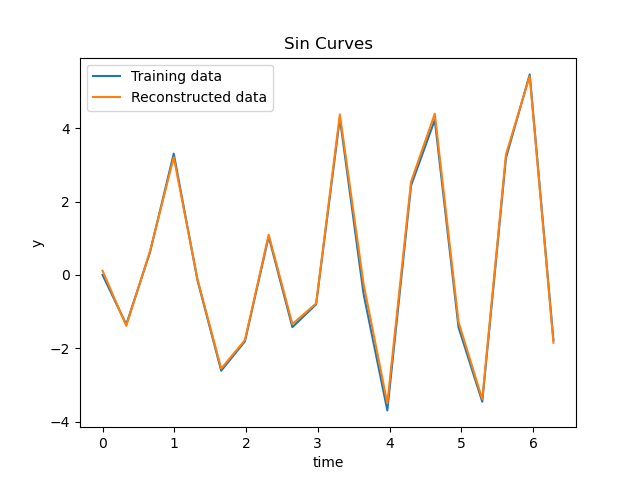 Sin Curves
Training data
Reconstructed data
4
2
0
−2
−4
y
0 1 2 3 4 5 6
time